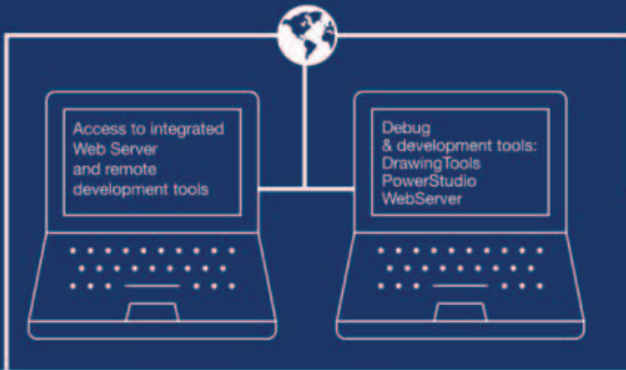 Access to integrated
Web Server
and remote
development tools
Debug
& development tools:
DrawingTools
PowerStudio
WebServer